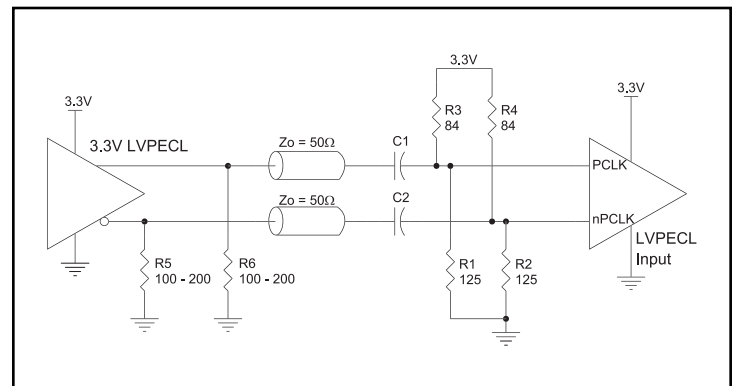 3.3V
3.3V LVPECL
Zo = 50Ω
Zo = 50Ω
C1
C2
R5
100 - 200
R6
100 - 200
3.3V
R3
84
R4
84
R1
125
R2
125
3.3V
PCLK
nPCLK
LVPECL
Input